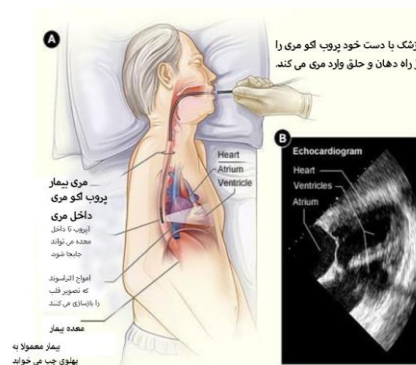 A
پزشک با دست خود پروب اکو مری را
از راه دهان و حلق وارد مری می کند.
B
Echocardiogram
Heart
Ventricles
Atrium
Heart
Atrium
Ventricle
مری بیمار
پروب اکو مری
داخل مری
(پروب تا داخل
معده می تواند
جابجا شود
امواج اتراسوند
که تصویر قلب
را بازسازی می کنند
معده بیمار
بیمار معمولا به
پهلوی چپ می خوابد